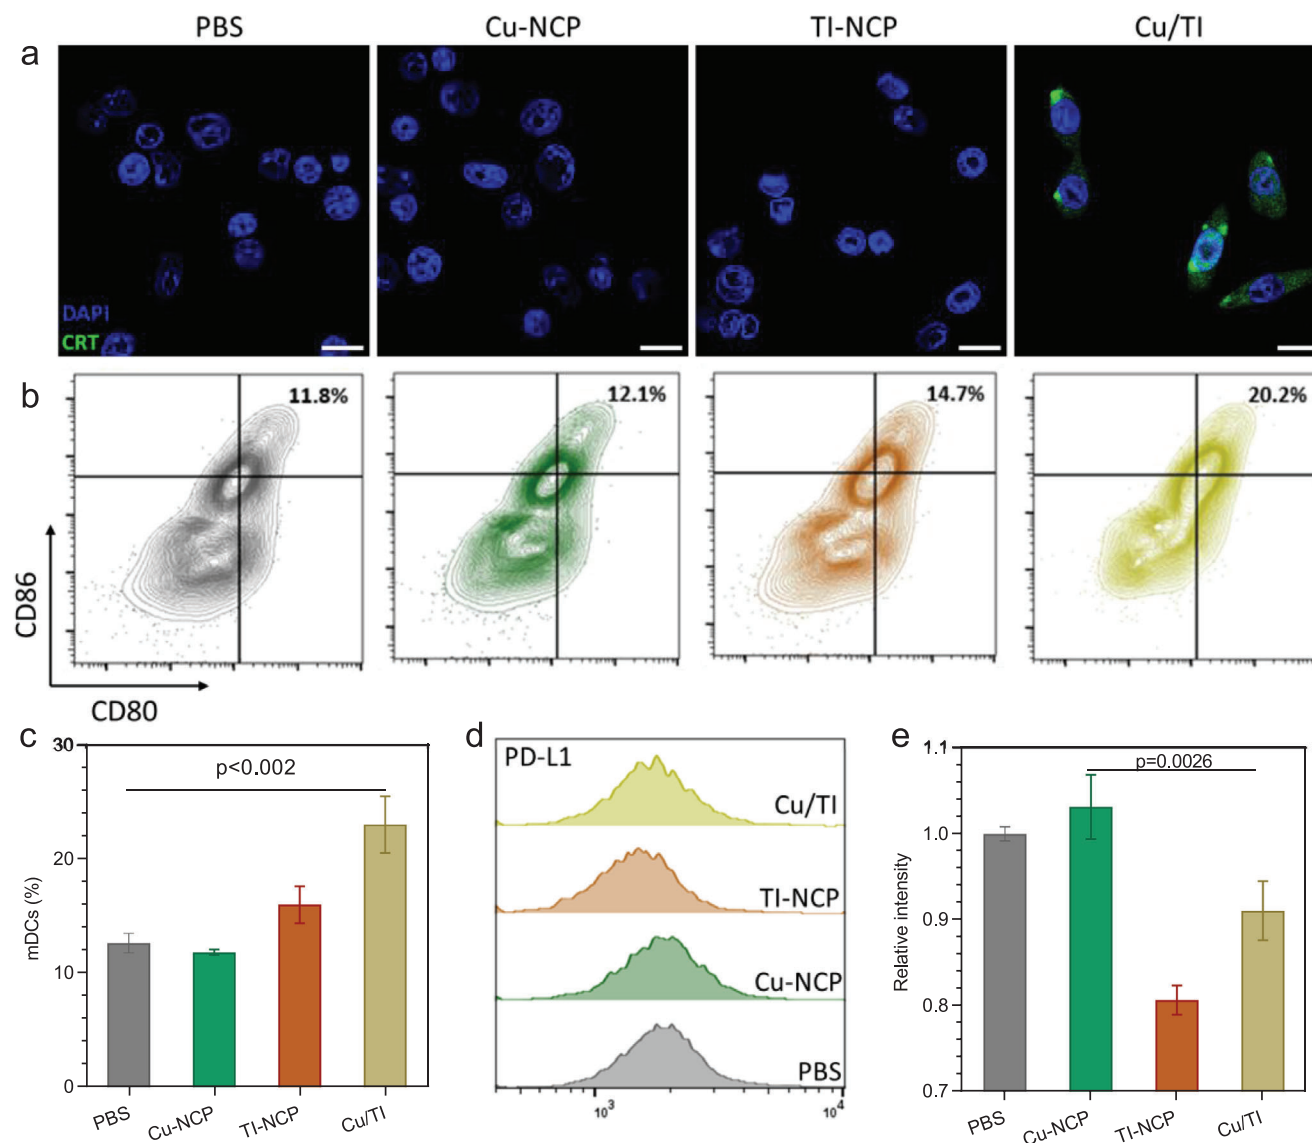 PBS Cu-NCP TI-NCP Cu/TI
a
DAPI
CRT
b
11.8% 12.1% 14.7% 20.2%
CD86
CD80
c
30
20
10
0
mDCs (%)
p<0.002
PBS Cu-NCP TI-NCP Cu/TI
d
PD-L1
Cu/TI
TI-NCP
Cu-NCP
PBS
10³ 10⁴
e
1.1
1.0
0.9
0.8
0.7
Relative intensity
p=0.0026
PBS Cu-NCP TI-NCP Cu/TI